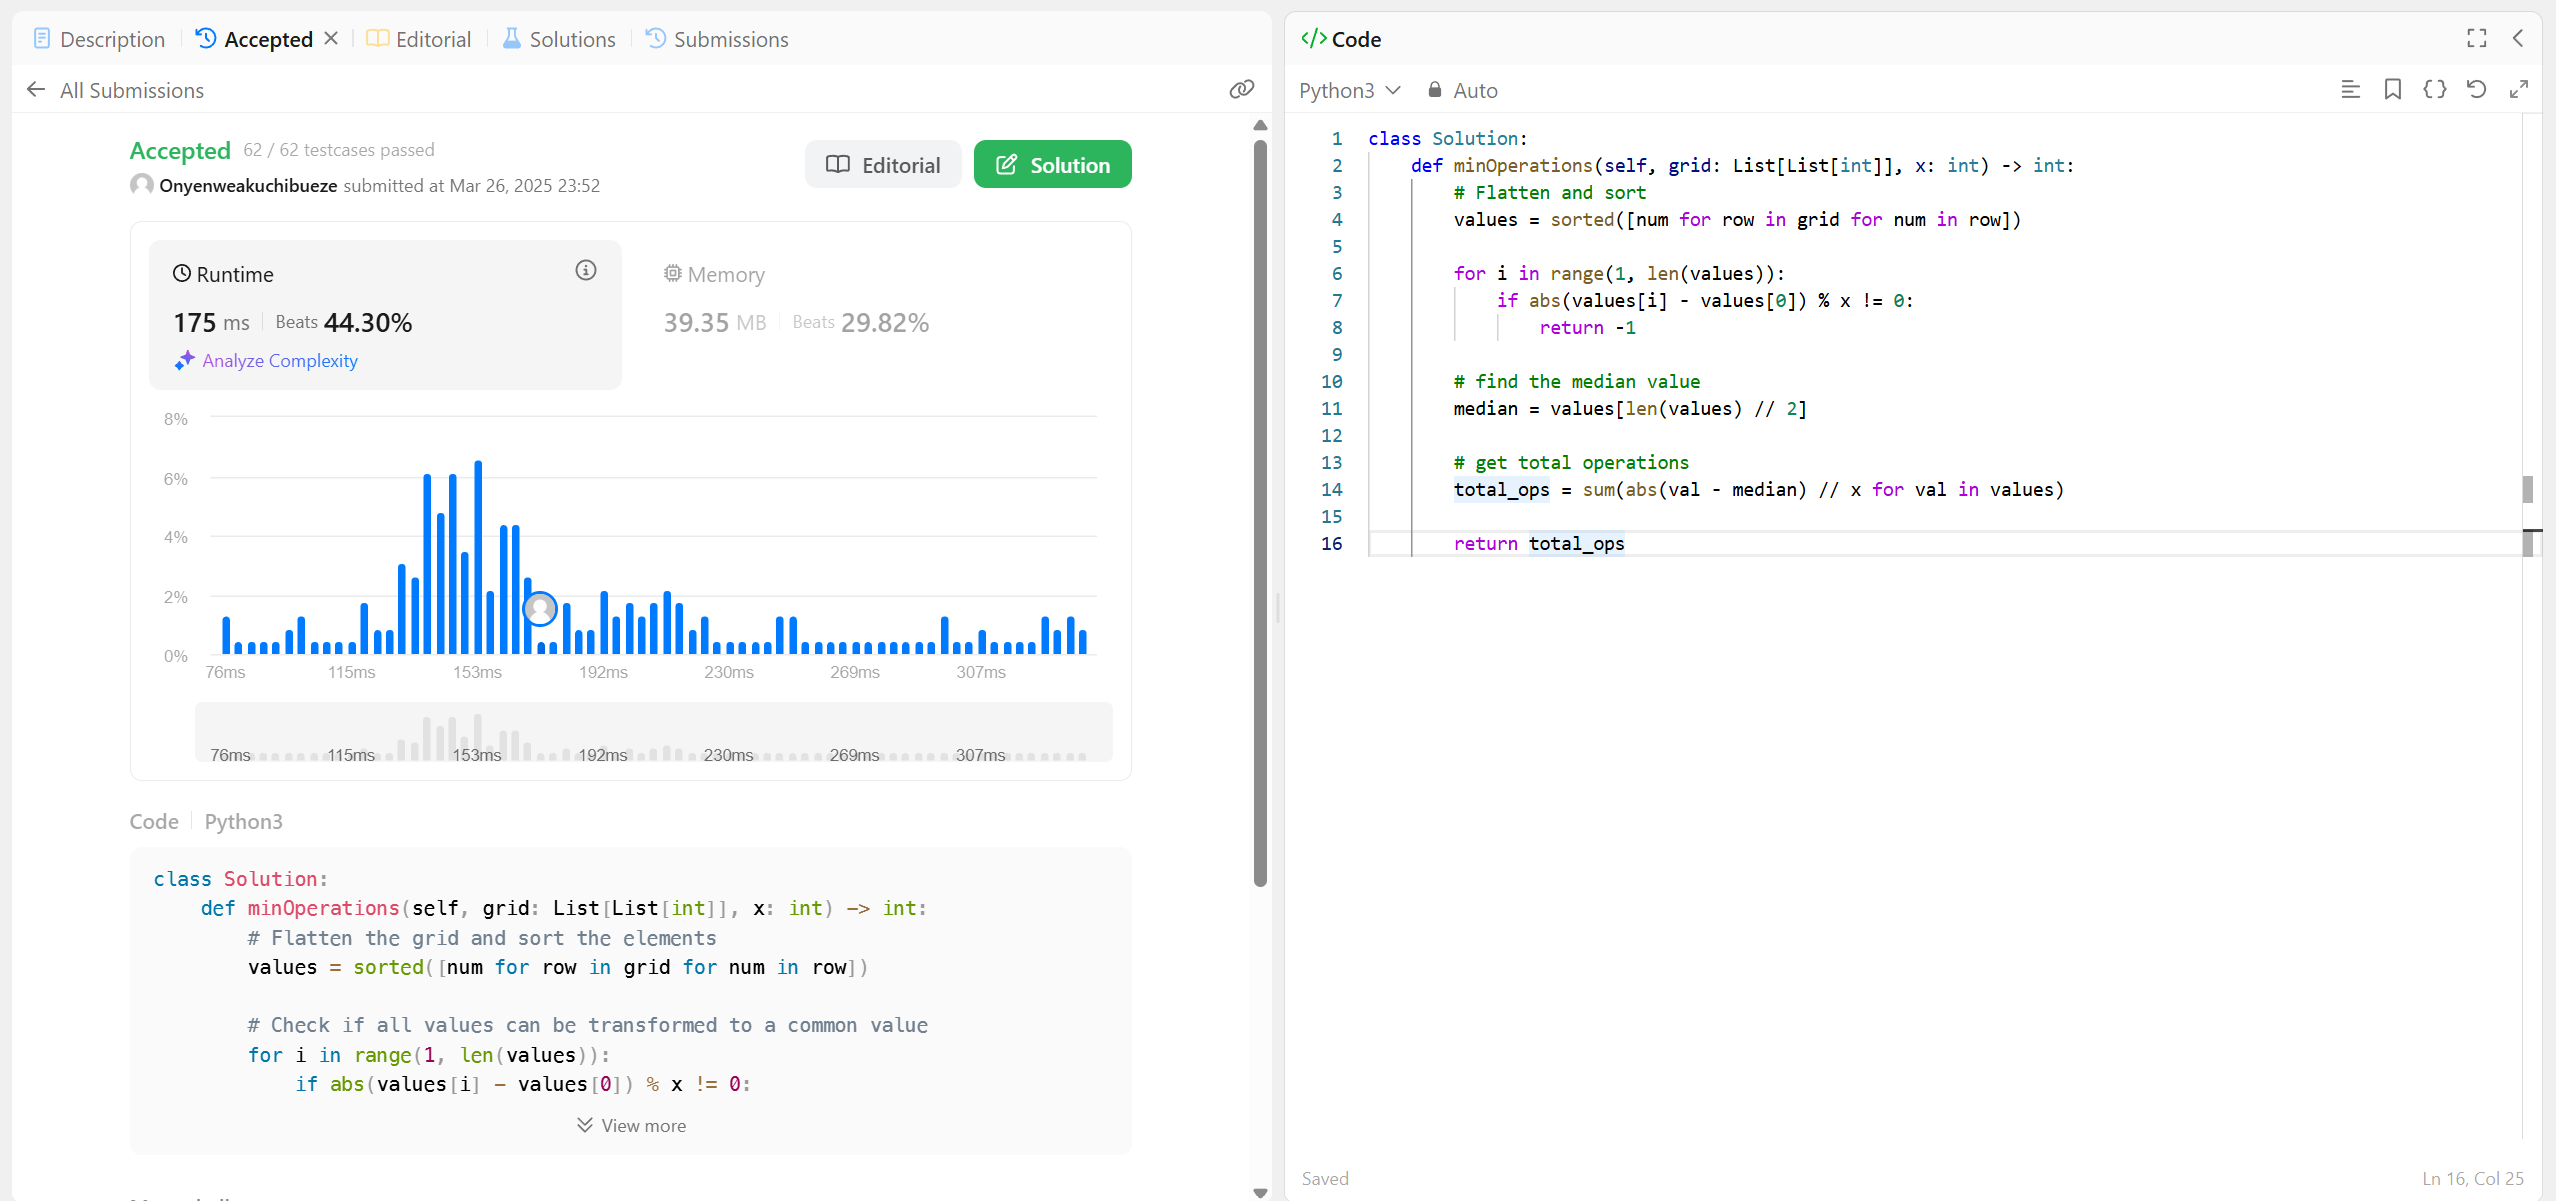 Description
Accepted
Editorial
Solutions
Submissions
All Submissions
Accepted 62 / 62 testcases passed
Onyenweakuchibueze submitted at Mar 26, 2025 23:52
Editorial
Solution
Runtime
175 ms Beats 44.30%
Analyze Complexity
Memory
39.35 MB Beats 29.82%
8%
6%
4%
2%
0%
76ms 115ms 153ms 192ms 230ms 269ms 307ms
76ms 115ms 153ms 192ms 230ms 269ms 307ms
Code Python3
class Solution:
    def minOperations(self, grid: List[List[int]], x: int) -> int:
        # Flatten the grid and sort the elements
        values = sorted([num for row in grid for num in row])
        # Check if all values can be transformed to a common value
        for i in range(1, len(values)):
            if abs(values[i] - values[0]) % x != 0:
View more
</> Code
Python3 Auto
1 class Solution:
2     def minOperations(self, grid: List[List[int]], x: int) -> int:
3         # Flatten and sort
4         values = sorted([num for row in grid for num in row])
5
6         for i in range(1, len(values)):
7             if abs(values[i] - values[0]) % x != 0:
8                 return -1
9
10         # find the median value
11         median = values[len(values) // 2]
12
13         # get total operations
14         total_ops = sum(abs(val - median) // x for val in values)
15
16         return total_ops
Saved
Ln 16, Col 25